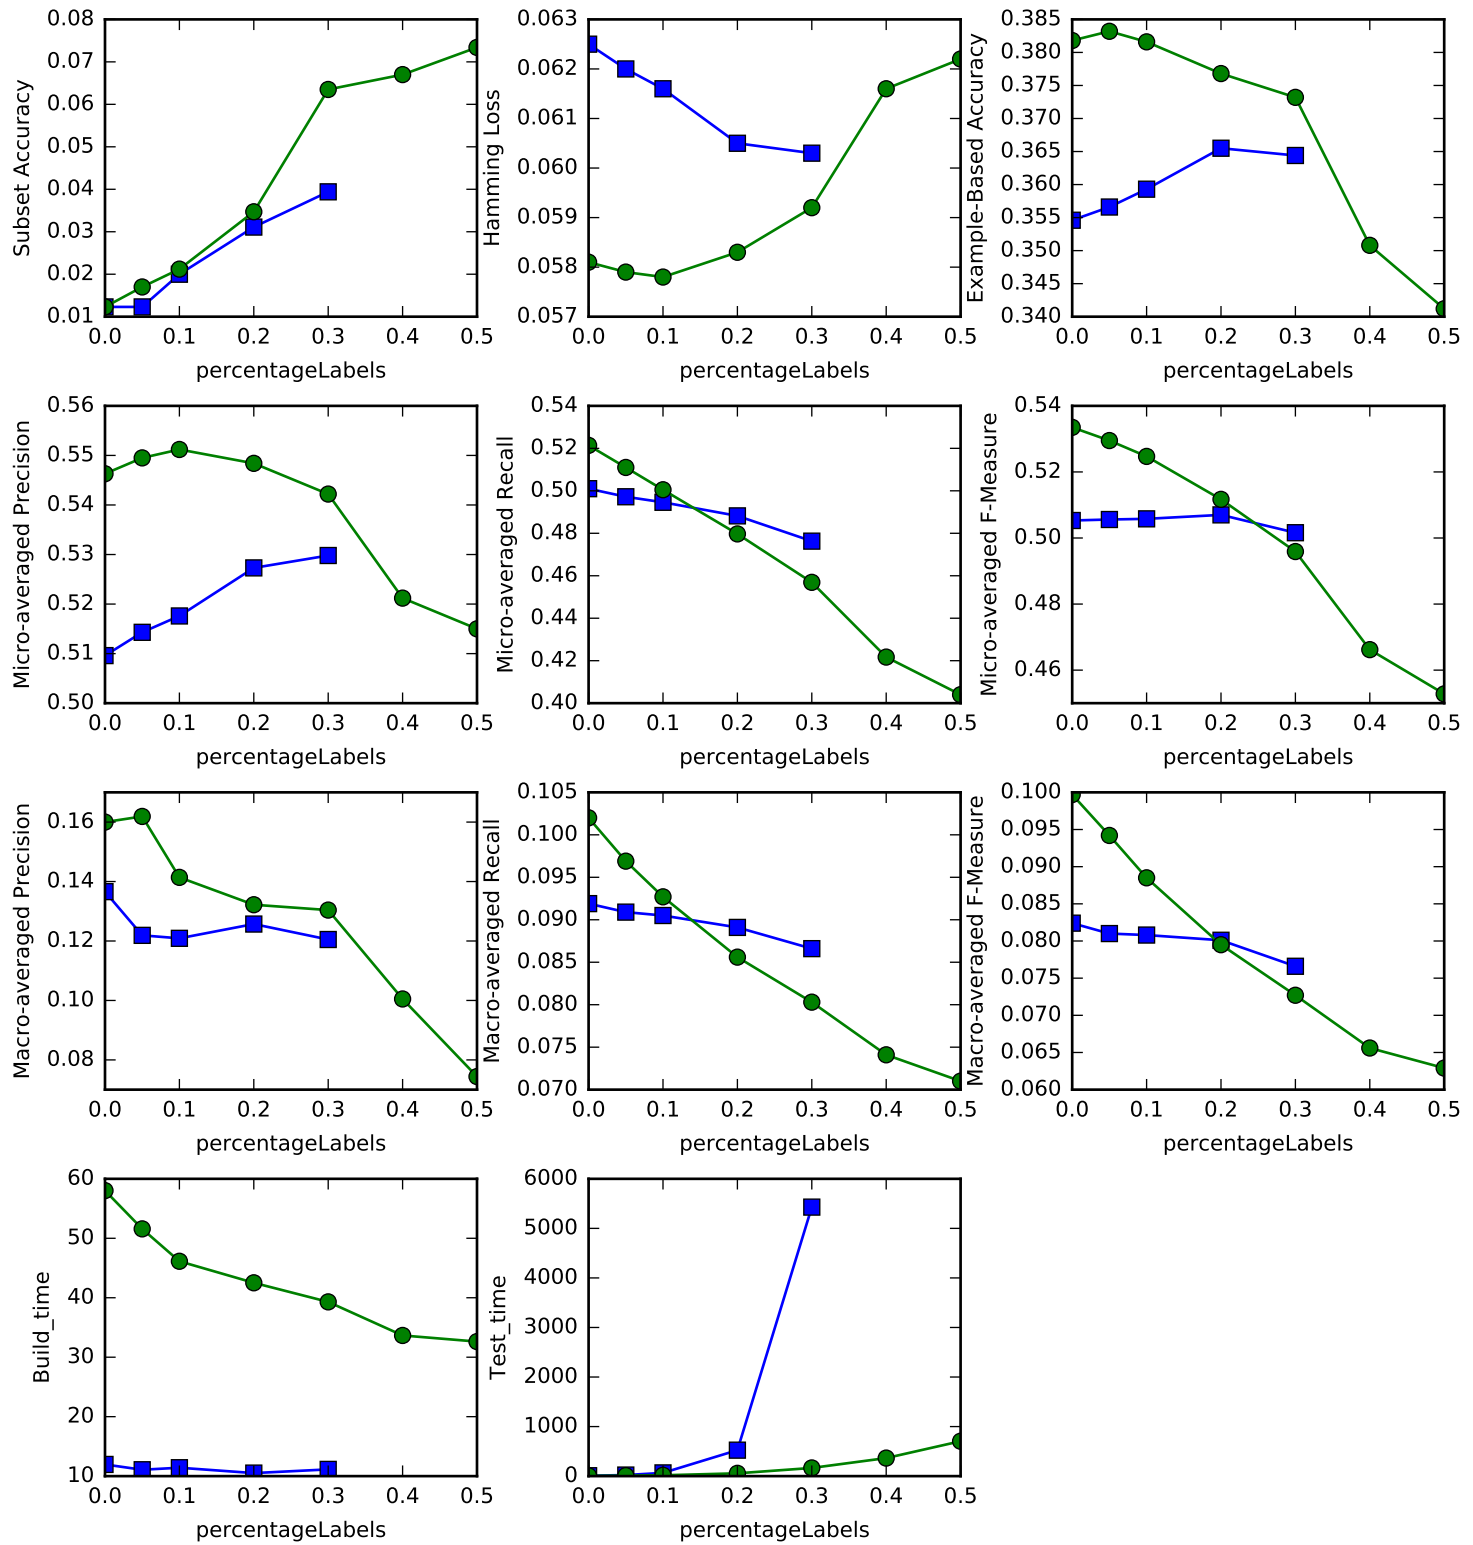 Subset Accuracy
0.08
0.07
0.06
0.05
0.04
0.03
0.02
0.01
0.0 0.1 0.2 0.3 0.4 0.5
percentageLabels
Hamming Loss
0.063
0.062
0.061
0.060
0.059
0.058
0.057
0.0 0.1 0.2 0.3 0.4 0.5
percentageLabels
Example-Based Accuracy
0.385
0.380
0.375
0.370
0.365
0.360
0.355
0.350
0.345
0.340
0.0 0.1 0.2 0.3 0.4 0.5
percentageLabels
Micro-averaged Precision
0.56
0.55
0.54
0.53
0.52
0.51
0.50
0.0 0.1 0.2 0.3 0.4 0.5
percentageLabels
Micro-averaged Recall
0.54
0.52
0.50
0.48
0.46
0.44
0.42
0.40
0.0 0.1 0.2 0.3 0.4 0.5
percentageLabels
Micro-averaged F-Measure
0.54
0.52
0.50
0.48
0.46
0.0 0.1 0.2 0.3 0.4 0.5
percentageLabels
Macro-averaged Precision
0.16
0.14
0.12
0.10
0.08
0.0 0.1 0.2 0.3 0.4 0.5
percentageLabels
Macro-averaged Recall
0.105
0.100
0.095
0.090
0.085
0.080
0.075
0.070
0.0 0.1 0.2 0.3 0.4 0.5
percentageLabels
Macro-averaged F-Measure
0.100
0.095
0.090
0.085
0.080
0.075
0.070
0.065
0.060
0.0 0.1 0.2 0.3 0.4 0.5
percentageLabels
Build_time
60
50
40
30
20
10
0.0 0.1 0.2 0.3 0.4 0.5
percentageLabels
Test_time
6000
5000
4000
3000
2000
1000
0
0.0 0.1 0.2 0.3 0.4 0.5
percentageLabels